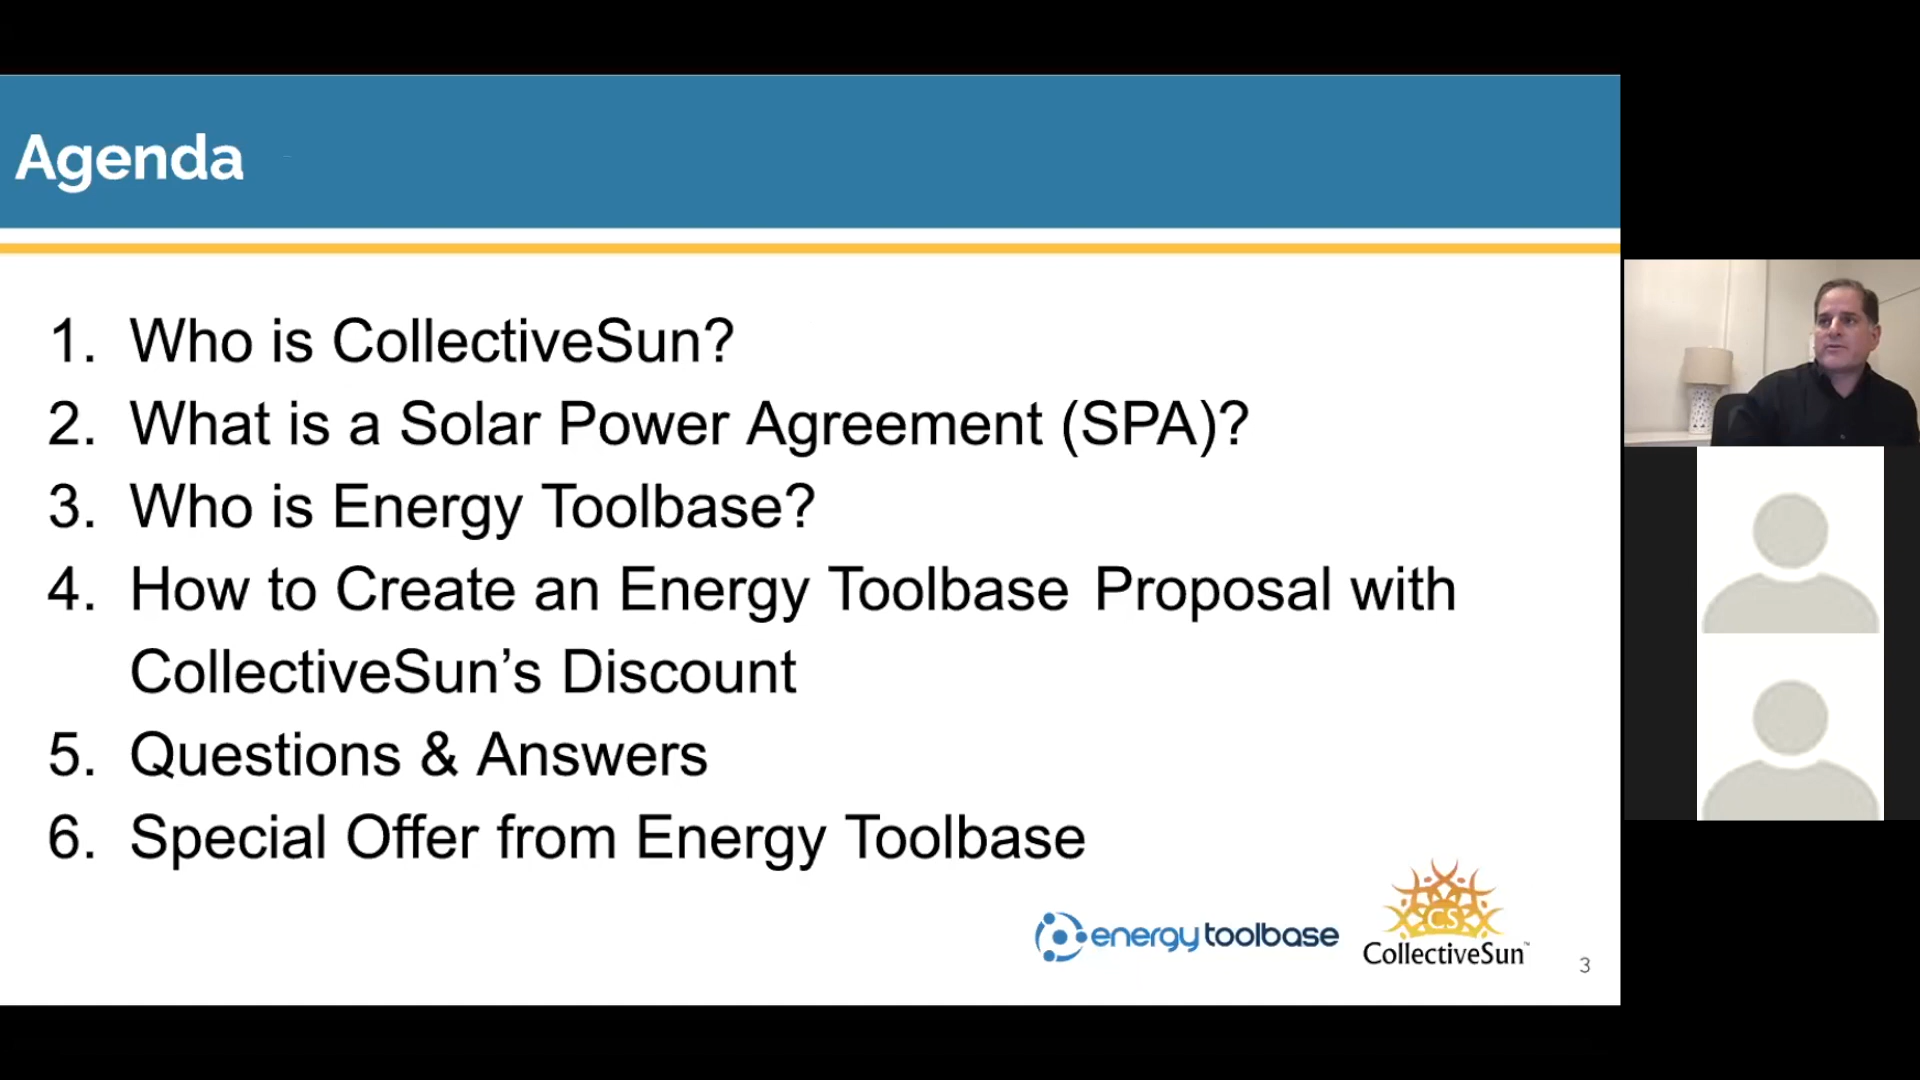 Agenda
1. Who is CollectiveSun?
2. What is a Solar Power Agreement (SPA)?
3. Who is Energy Toolbase?
4. How to Create an Energy Toolbase Proposal with
CollectiveSun’s Discount
5. Questions & Answers
6. Special Offer from Energy Toolbase
energy toolbase
CS
CollectiveSun™
3